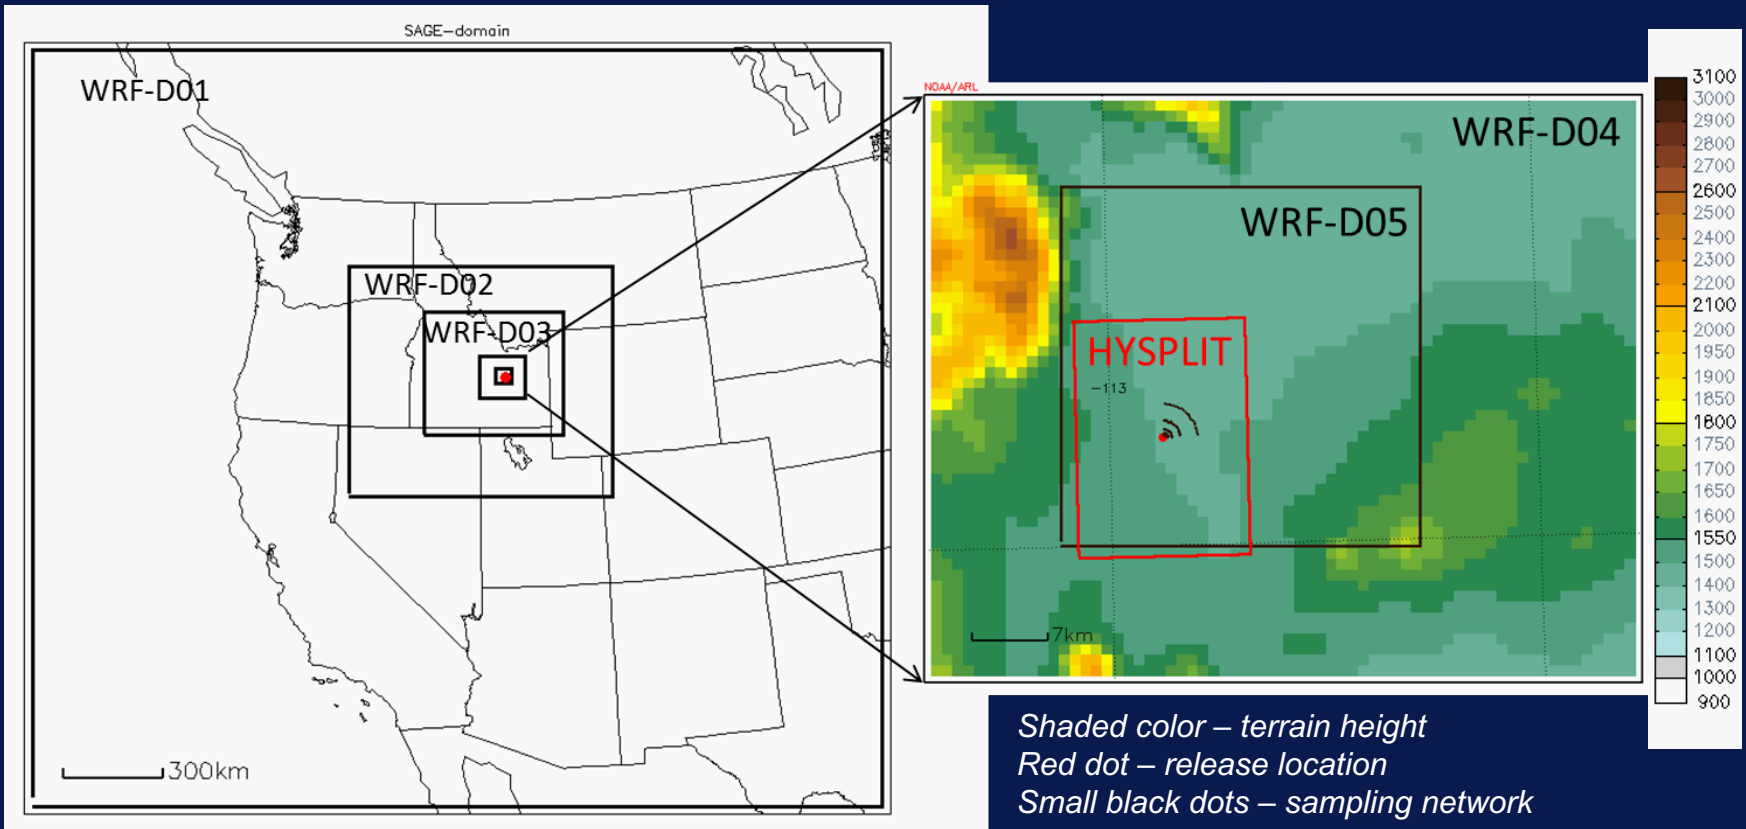 SAGE-domain
WRF-D01
WRF-D02
WRF-D03
300km
NOAA/ARL
WRF-D04
WRF-D05
HYSPLIT
-113
7km
3100
3000
2900
2800
2700
2600
2500
2400
2300
2200
2100
2000
1950
1900
1850
1800
1750
1700
1650
1600
1550
1500
1400
1300
1200
1100
1000
900
Shaded color – terrain height
Red dot – release location
Small black dots – sampling network